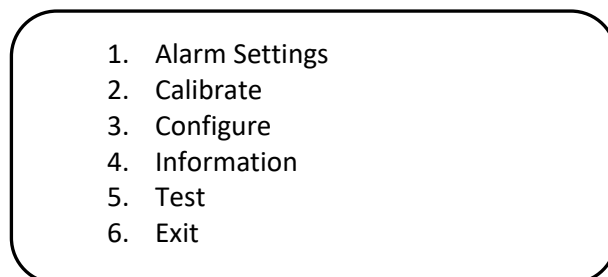 1. Alarm Settings
2. Calibrate
3. Configure
4. Information
5. Test
6. Exit